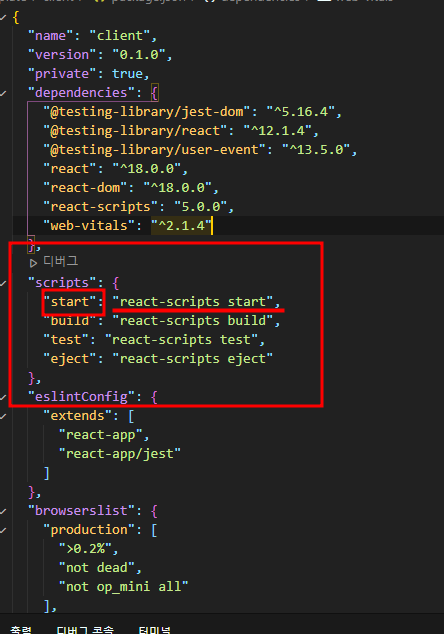 {
"name": "client",
"version": "0.1.0",
"private": true,
"dependencies": {
"@testing-library/jest-dom": "^5.16.4",
"@testing-library/react": "^12.1.4",
"@testing-library/user-event": "^13.5.0",
"react": "^18.0.0",
"react-dom": "^18.0.0",
"react-scripts": "5.0.0",
"web-vitals": "^2.1.4"
},
디버그
"scripts": {
"start": "react-scripts start",
"build": "react-scripts build",
"test": "react-scripts test",
"eject": "react-scripts eject"
},
"eslintConfig": {
"extends": [
"react-app",
"react-app/jest"
]
},
"browserslist": {
"production": [
">0.2%",
"not dead",
"not op_mini all"
],
출력 디버그 콘솔 터미널